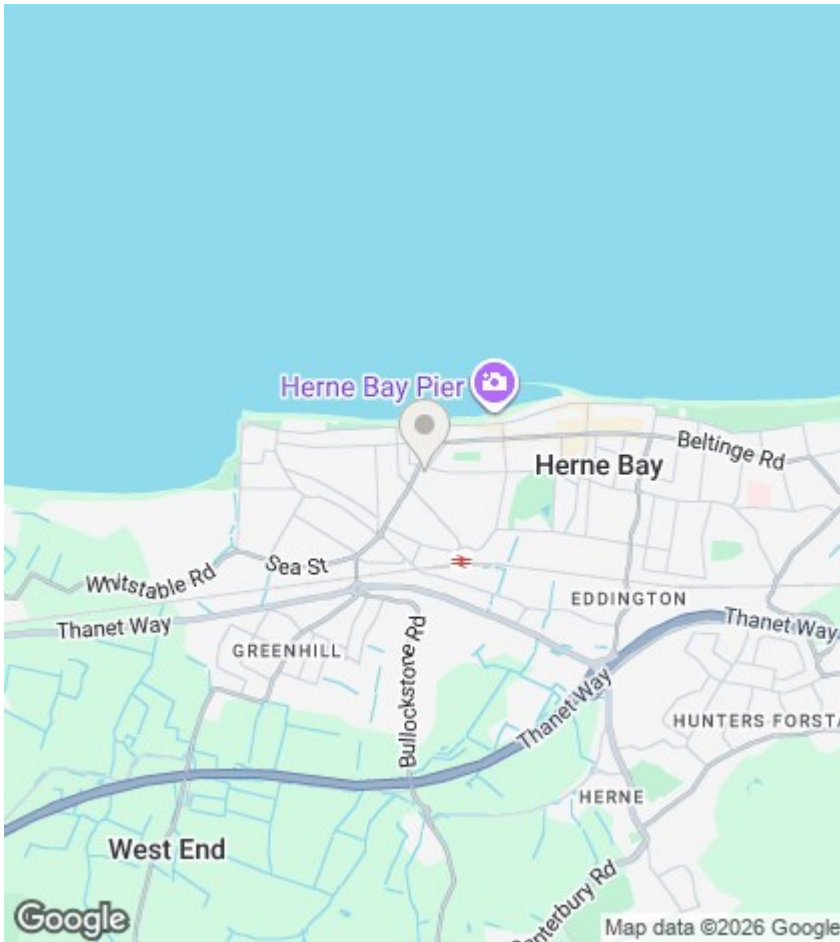 Herne Bay Pier
Beltinge Rd
Herne Bay
Sea St
Whitstable Rd
EDDINGTON
Thanet Way
Thanet Way
GREENHILL
Bullockstone Rd
Thanet Way
HUNTERS FORSTA
HERNE
West End
anterbury Rd
Google
Map data ©2026 Google